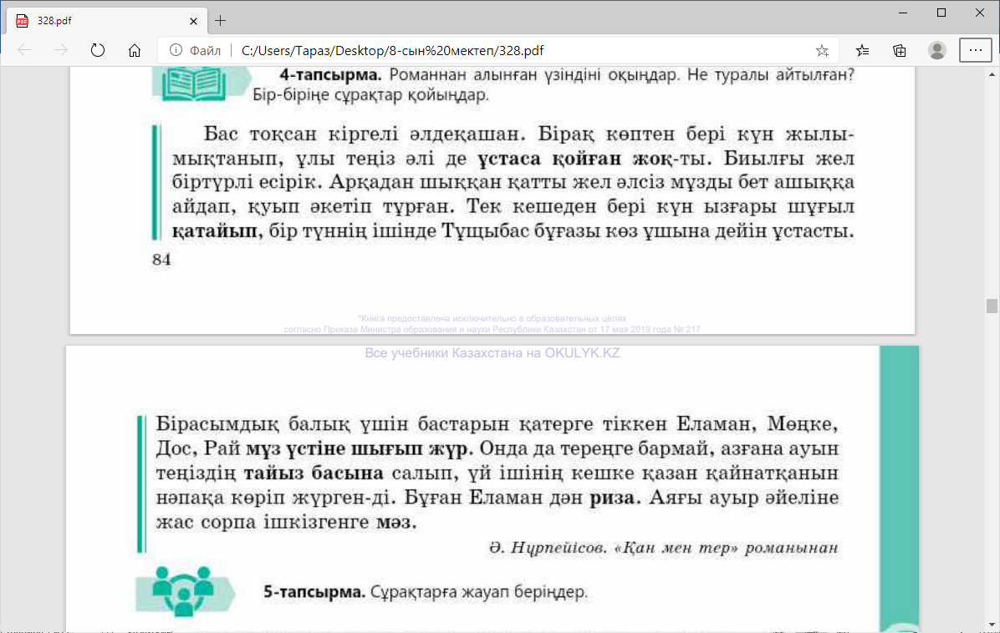 328.pdf
Файл
C:/Users/Тараз/Desktop/8-сын%20мектеп/328.pdf
4-тапсырма. Романнан алынған үзіндіні оқыңдар. Не туралы айтылған?
Бір-біріңе сұрақтар қойыңдар.
Бас тоқсан кіргелі әлдеқашан. Бірақ көптен бері күн жылы-
мықтанып, ұлы теңіз әлі де ұстаса қойған жоқ-ты. Биылғы жел
біртүрлі есірік. Арқадан шыққан қатты жел әлсіз мұзды бет ашыққа
айдап, қуып әкетіп тұрған. Тек кешеден бері күн ызғары шұғыл
қатайып, бір түннің ішінде Тұщыбас бұғазы көз ұшына дейін ұстасты.
84
"Книга предоставлена исключительно в образовательных целях
согласно Приказа Министра образования и науки Республики Казахстан от 17 мая 2019 года № 217
Все учебники Казахстана на OKULYK.KZ
Бірасымдық балық үшін бастарын қатерге тіккен Еламан, Мөңке,
Дос, Рай мұз үстіне шығып жүр. Онда да тереңге бармай, азғана ауын
теңіздің тайыз басына салып, үй ішінің кешке қазан қайнатқанын
нәпақа көріп жүрген-ді. Бұған Еламан дән риза. Аяғы ауыр әйеліне
жас сорпа ішкізгенге мәз.
Ә. Нұрпейісов. «Қан мен тер» романынан
5-тапсырма. Сұрақтарға жауап беріңдер.